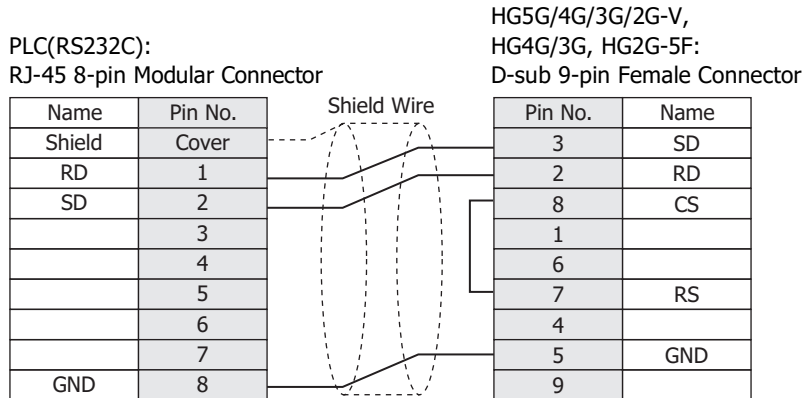 HG5G/4G/3G/2G-V,
PLC(RS232C): HG4G/3G, HG2G-5F:
RJ-45 8-pin Modular Connector D-sub 9-pin Female Connector
Name Pin No. Shield Wire Pin No. Name
Shield Cover 3 SD
RD 1 2 RD
SD 2 8 CS
3 1
4 6
5 7 RS
6 4
7 5 GND
GND 8 9